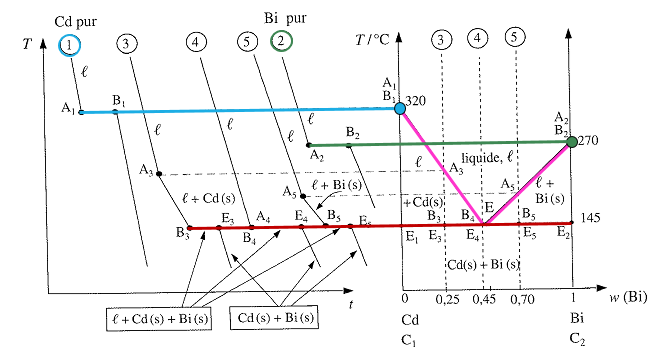 Cd pur
Bi pur
T
1
3
4
5
2
T/°C
3
4
5
ℓ
A₁
B₁
A₁
B₁
320
ℓ
ℓ
ℓ
ℓ
A₂
B₂
A₂
B₂
270
A₃
ℓ
A₃
liquide, ℓ
ℓ + Cd(s)
A₅
ℓ + Bi(s)
+Cd(s)
A₅
ℓ +
Bi(s)
B₃
E₃
A₄
B₄
E₄
B₅
E₅
B₃
B₄
E
B₅
145
E₁
E₃
E₄
E₅
E₂
Cd(s) + Bi(s)
ℓ + Cd(s) + Bi(s)
Cd(s) + Bi(s)
t
0
0,25
0,45
0,70
1
w (Bi)
Cd
Bi
C₁
C₂